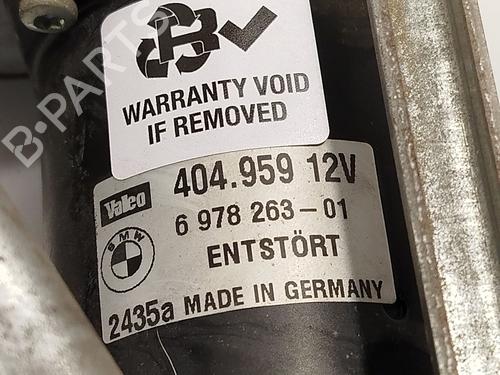 WARRANTY VOID
IF REMOVED
B-PARTS
Valeo 404.959 12V
6 978 263-01
BMW
ENTSTÖRT
2435a MADE IN GERMANY